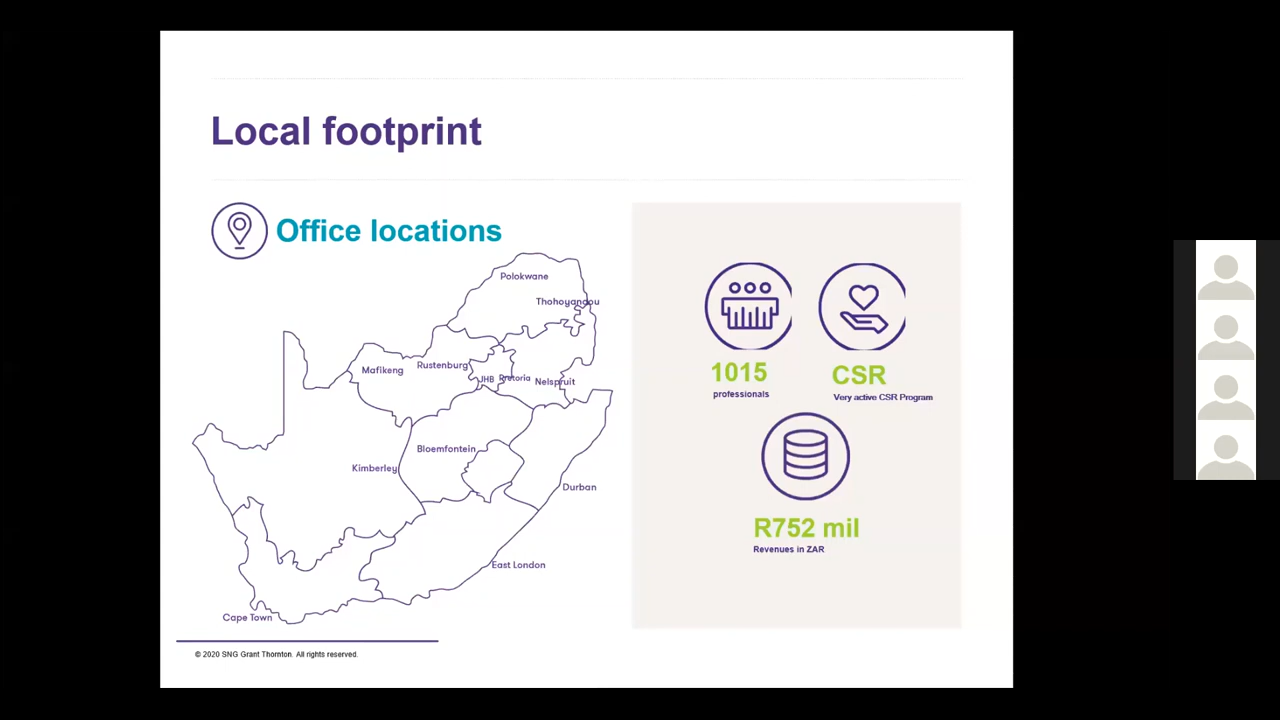 Local footprint
Office locations
Polokwane
Thohoyandou
Mafikeng
Rustenburg
JHB
Pretoria
Nelspruit
Bloemfontein
Kimberley
Durban
East London
Cape Town
1015
professionals
CSR
Very active CSR Program
R752 mil
Revenues in ZAR
© 2020 SNG Grant Thornton. All rights reserved.